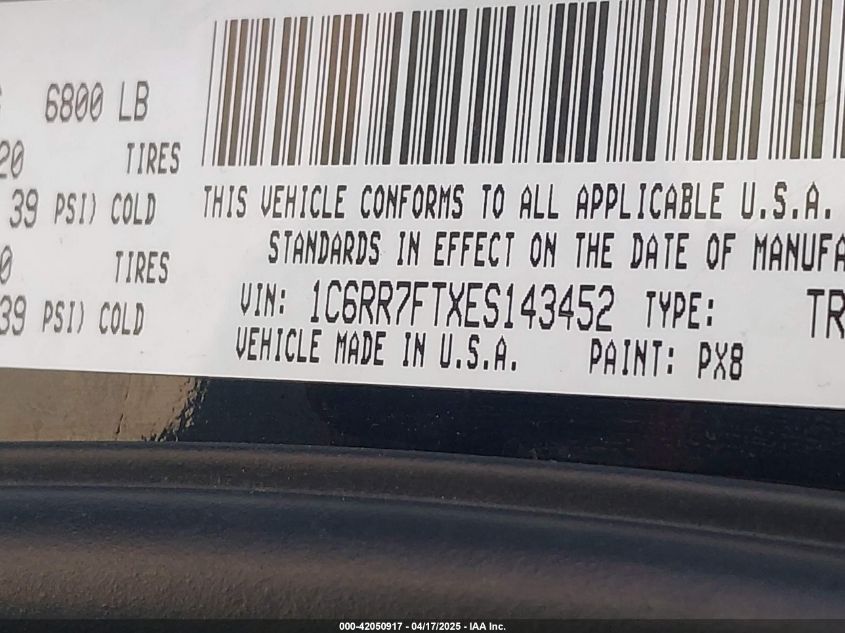 6800 LB
20 TIRES
39 PSI) COLD
0 TIRES
39 PSI) COLD
THIS VEHICLE CONFORMS TO ALL APPLICABLE U.S.A.
STANDARDS IN EFFECT ON THE DATE OF MANUFA
VIN: 1C6RR7FTXES143452 TYPE: TR
VEHICLE MADE IN U.S.A. PAINT: PX8
000-42050917 - 04/17/2025 - IAA Inc.